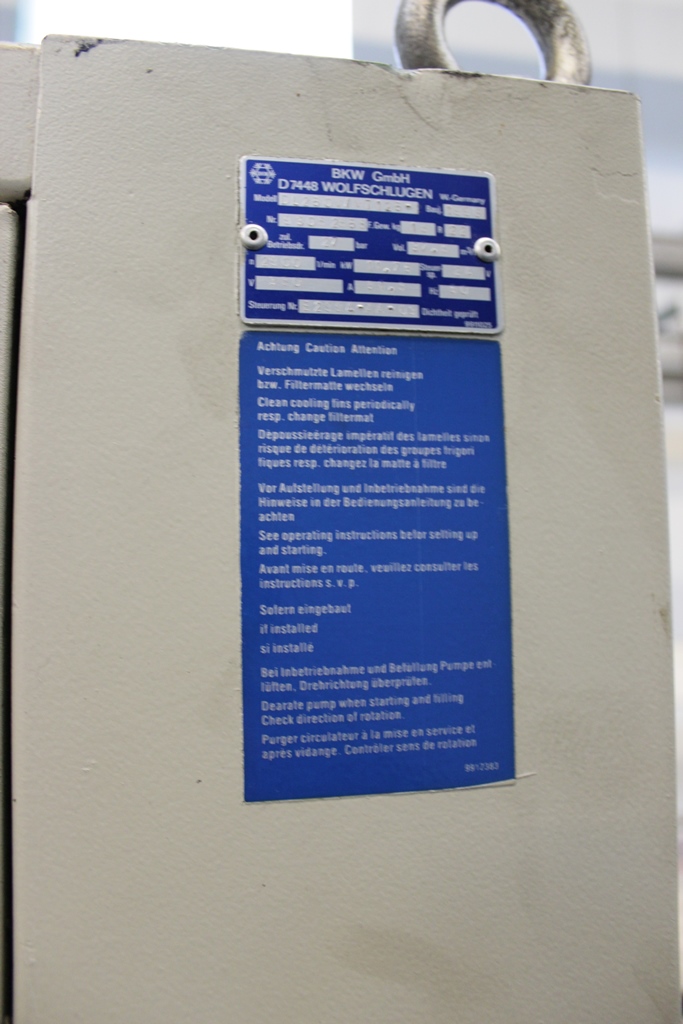 BKW GmbH
D7448 WOLFSCHLUGEN W.-Germany
Modell Bauj.
Nr. F.Gew. kg
zul.
Betriebsdr. bar Vol.
n l/min kW Steuer
sp. V
V A Hz
Steuerung Nr. Dichtheit geprüft
Achtung Caution Attention
Verschmutzte Lamellen reinigen
bzw. Filtermatte wechseln
Clean cooling fins periodically
resp. change filtermat
Dépoussieérage impératif des lamelles sinon
risque de détérioration des groupes frigori
fiques resp. changez la matte à filtre
Vor Aufstellung und Inbetriebnahme sind die
Hinweise in der Bedienungsanleitung zu be-
achten
See operating instructions befor setting up
and starting.
Avant mise en route, veuillez consulter les
instructions s. v. p.
Sofern eingebaut
if installed
si installé
Bei Inbetriebnahme und Befüllung Pumpe ent-
lüften, Drehrichtung überprüfen.
Dearate pump when starting and filling
Check direction of rotation.
Purger circulateur à la mise en service et
après vidange. Contrôler sens de rotation
9912383